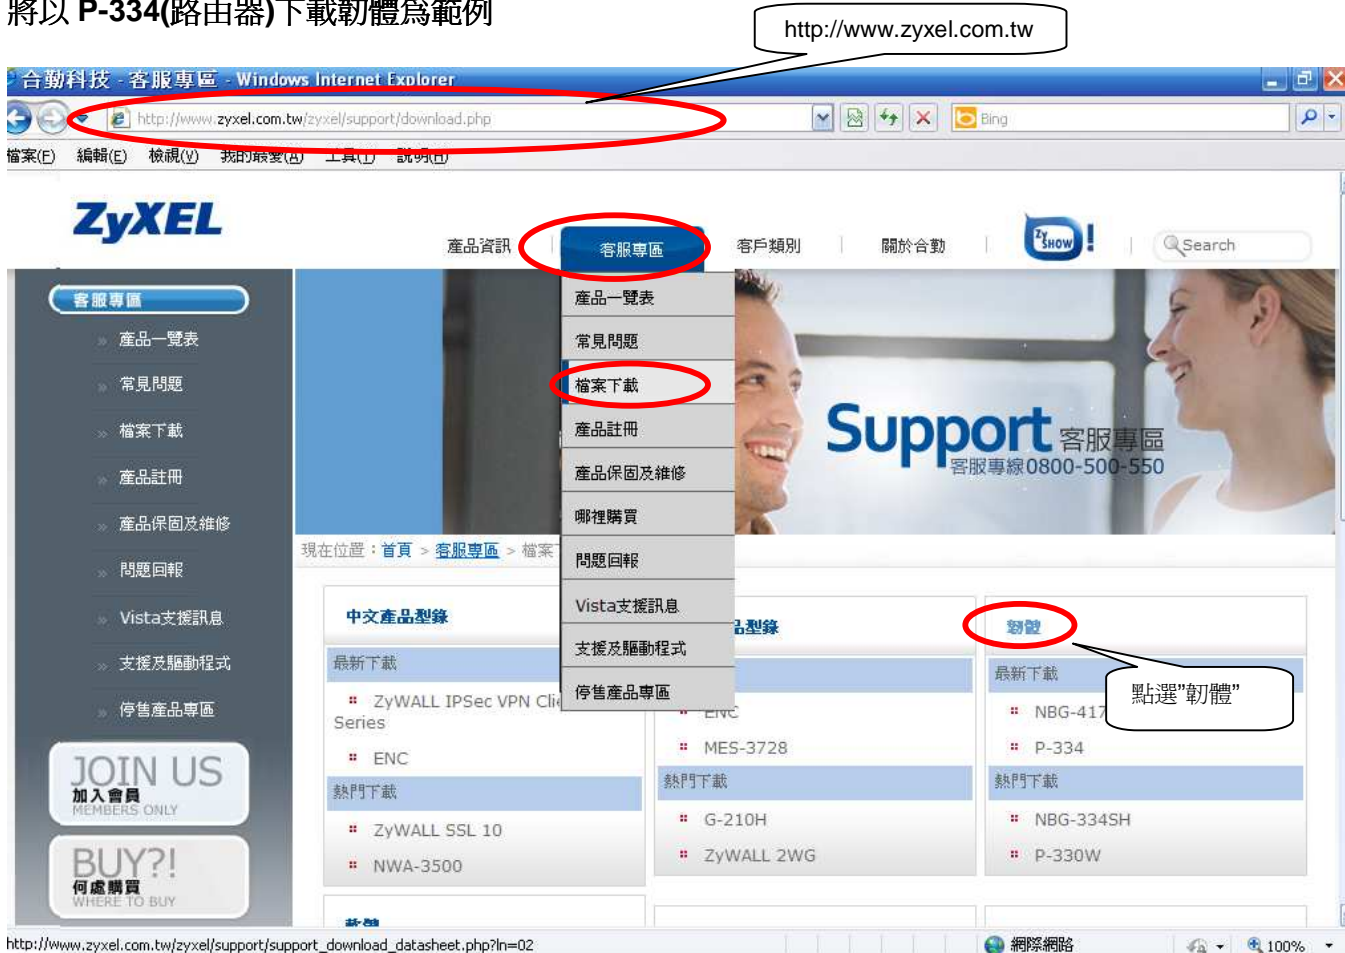 將以 P-334(路由器)下載韌體為範例
http://www.zyxel.com.tw
合勤科技 - 客服專區 - Windows Internet Explorer
http://www.zyxel.com.tw/zyxel/support/download.php
Bing
檔案(F) 編輯(E) 檢視(V) 我的最愛(A) 工具(T) 說明(H)
ZyXEL
產品資訊
客服專區
客戶類別
關於合勤
ZySHOW!
Search
客服專區
產品一覽表
常見問題
檔案下載
產品註冊
產品保固及維修
問題回報
Vista支援訊息
支援及驅動程式
停售產品專區
產品一覽表
常見問題
檔案下載
產品註冊
產品保固及維修
哪裡購買
問題回報
Vista支援訊息
支援及驅動程式
停售產品專區
Support 客服專區
客服專線0800-500-550
現在位置：首頁 > 客服專區 > 檔案
中文產品型錄
最新下載
ZyWALL IPSec VPN Clie
Series
ENC
熱門下載
ZyWALL SSL 10
NWA-3500
品型錄
ENC
MES-3728
熱門下載
G-210H
ZyWALL 2WG
韌體
最新下載
NBG-417
P-334
熱門下載
NBG-334SH
P-330W
點選”韌體”
JOIN US
加入會員
MEMBERS ONLY
BUY?!
何處購買
WHERE TO BUY
軟體
http://www.zyxel.com.tw/zyxel/support/support_download_datasheet.php?ln=02
網際網路
100%